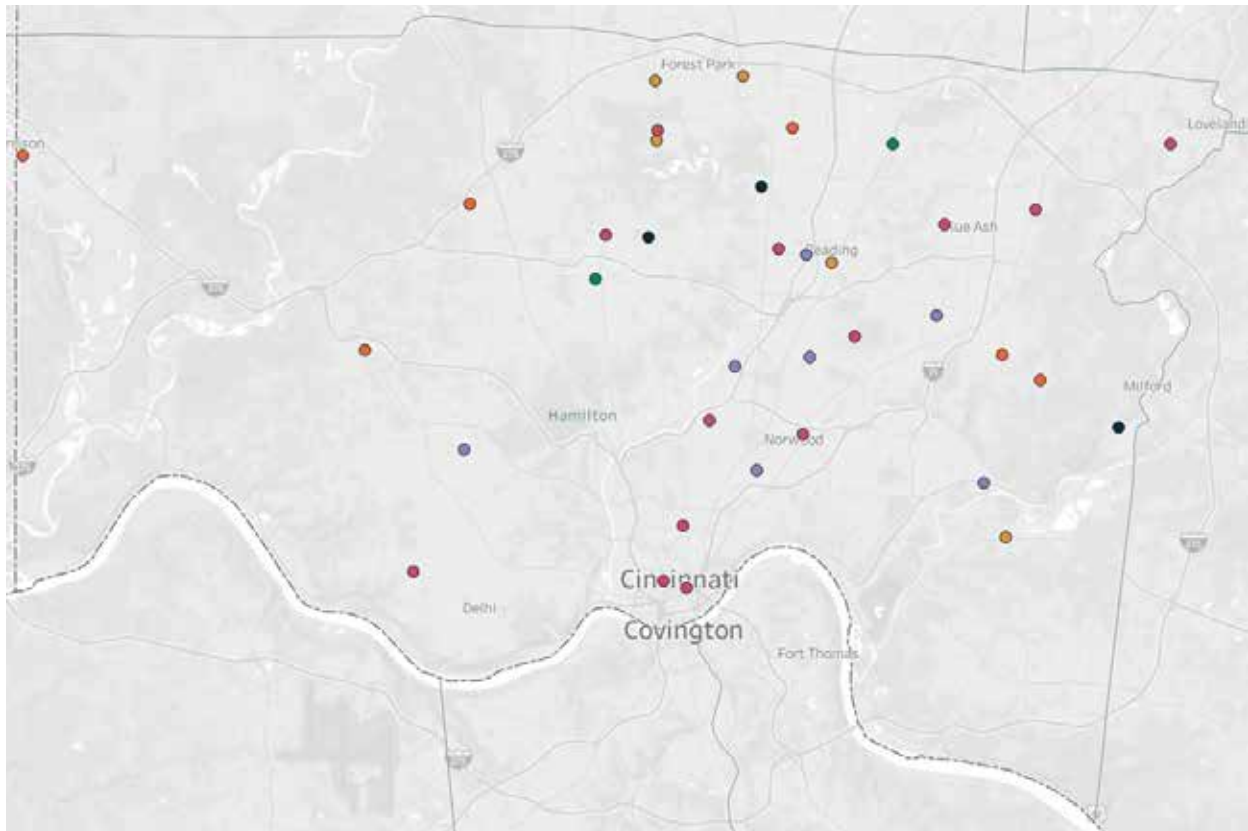 Forest Park
Loveland
Blue Ash
Reading
Milford
Hamilton
Norwood
Cincinnati
Delhi
Covington
Fort Thomas